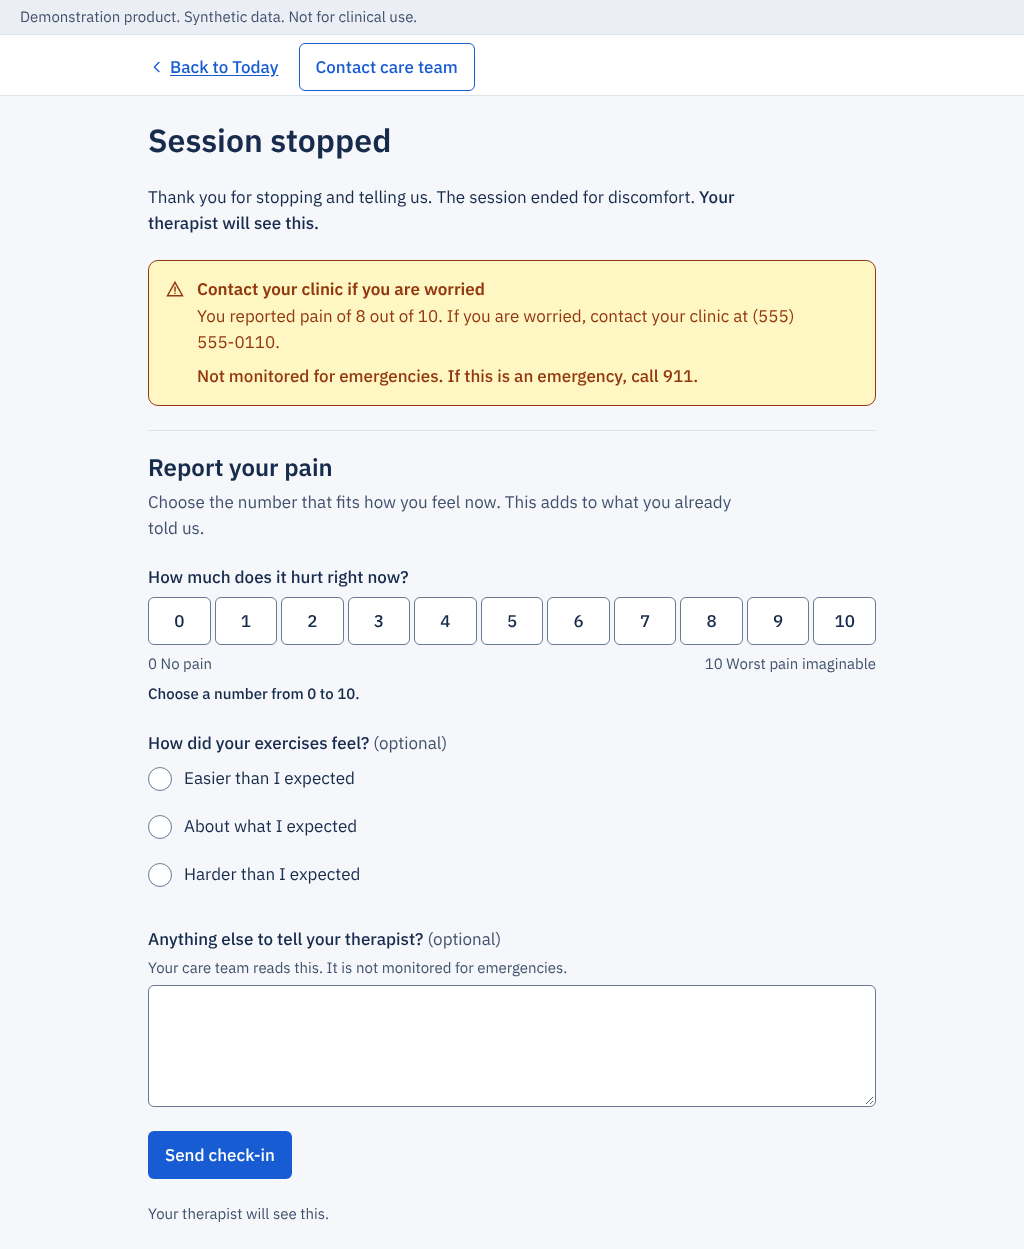 Demonstration product. Synthetic data. Not for clinical use.
Back to Today
Contact care team
Session stopped
Thank you for stopping and telling us. The session ended for discomfort. Your
therapist will see this.
Contact your clinic if you are worried
You reported pain of 8 out of 10. If you are worried, contact your clinic at (555)
555-0110.
Not monitored for emergencies. If this is an emergency, call 911.
Report your pain
Choose the number that fits how you feel now. This adds to what you already
told us.
How much does it hurt right now?
0 1 2 3 4 5 6 7 8 9 10
0 No pain
10 Worst pain imaginable
Choose a number from 0 to 10.
How did your exercises feel? (optional)
Easier than I expected
About what I expected
Harder than I expected
Anything else to tell your therapist? (optional)
Your care team reads this. It is not monitored for emergencies.
Send check-in
Your therapist will see this.